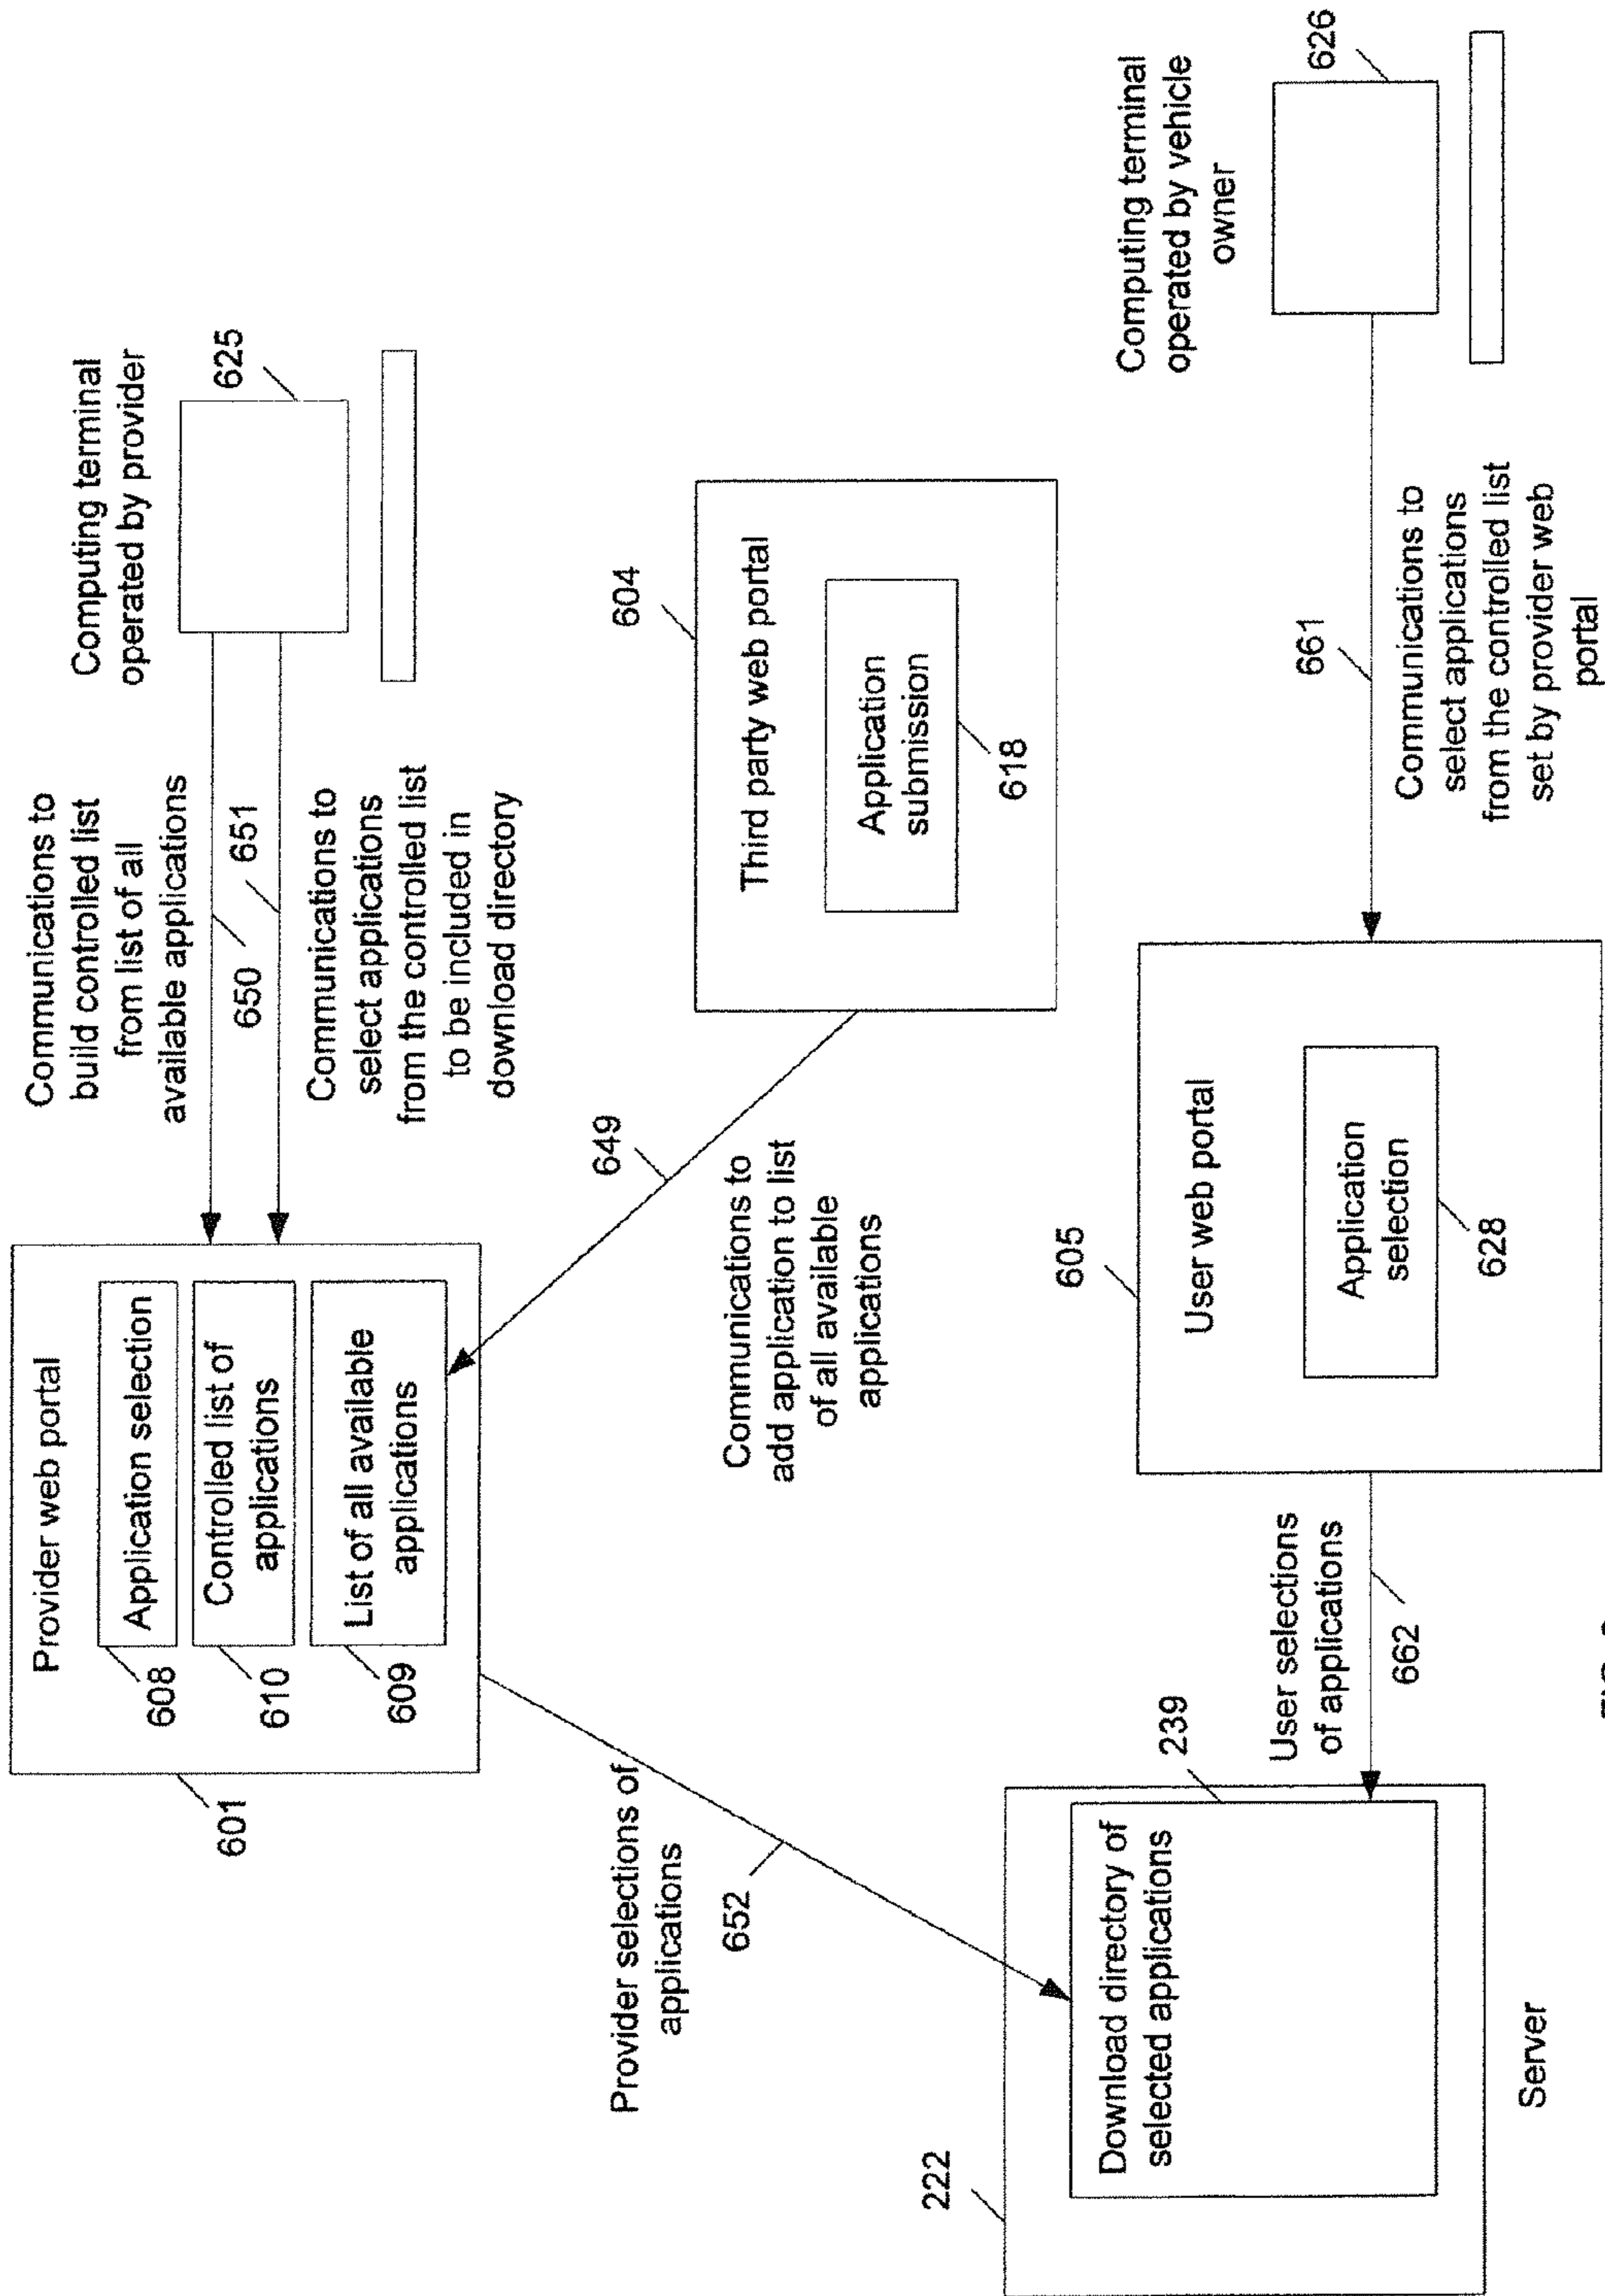 Provider web portal
Application selection
608
Controlled list of
applications
610
List of all available
applications
609
601
Communications to
build controlled list
from list of all
available applications
650
651
Communications to
select applications
from the controlled list
to be included in
download directory
Computing terminal
operated by provider
625
Provider selections of
applications
652
649
Communications to
add application to list
of all available
applications
604
Third party web portal
Application
submission
618
222
239
Download directory of
selected applications
Server
User selections
of applications
662
605
User web portal
Application
selection
628
661
Communications to
select applications
from the controlled list
set by provider web
portal
Computing terminal
operated by vehicle
owner
626
FIG.